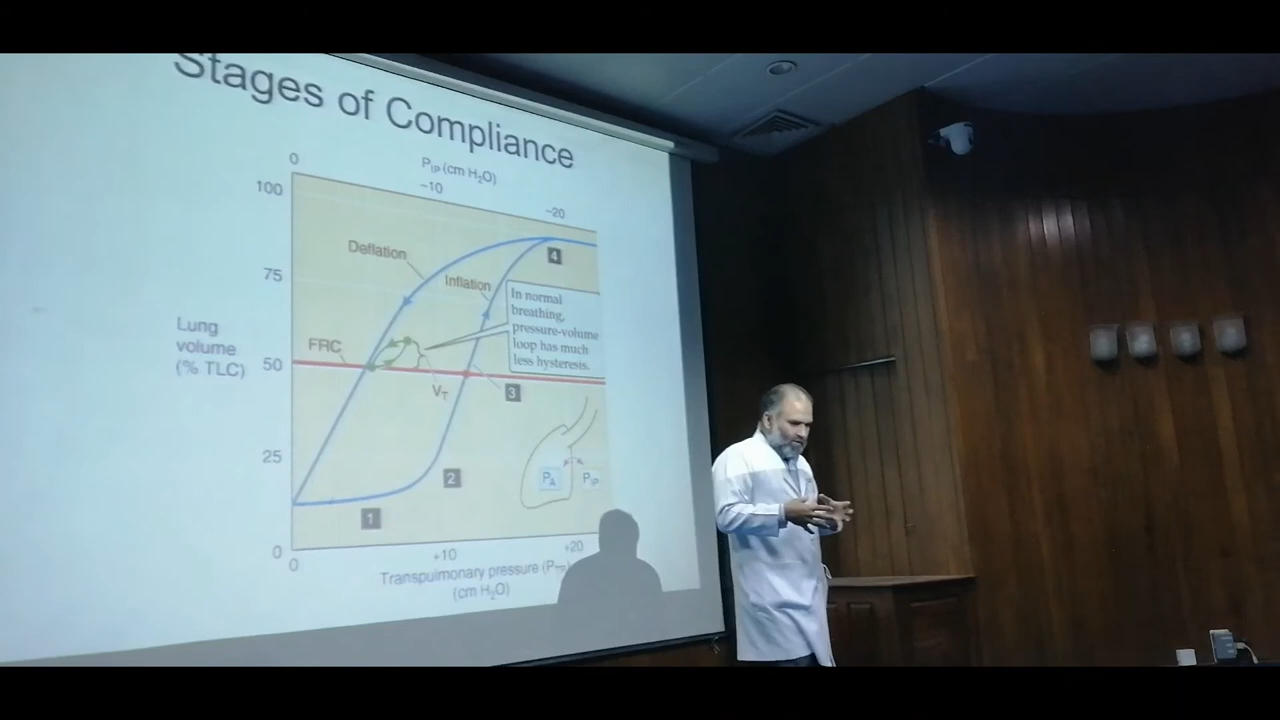 Stages of Compliance
0
P_IP (cm H₂O)
–10
–20
100
75
50
25
0
Lung
volume
(% TLC)
Deflation
Inflation
4
In normal
breathing,
pressure-volume
loop has much
less hysteresis.
FRC
V_T
3
2
1
P_A
P_IP
0
+10
+20
Transpulmonary pressure (P_TP)
(cm H₂O)